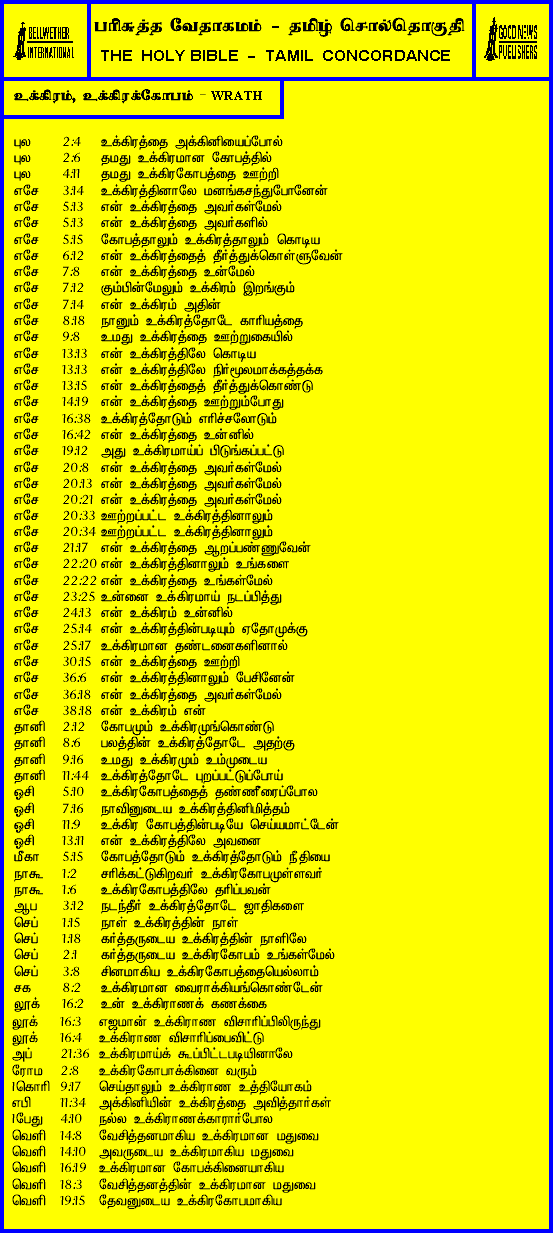 BELLWETHER
INTERNATIONAL
பரிசுத்த வேதாகமம் - தமிழ் சொல்தொகுதி
THE HOLY BIBLE - TAMIL CONCORDANCE
GOOD NEWS
PUBLISHERS
உக்கிரம், உக்கிரக்கோபம் - WRATH
புல 2:4 உக்கிரத்தை அக்கினியைப்போல்
புல 2:6 தமது உக்கிரமான கோபத்தில்
புல 4:11 தமது உக்கிரகோபத்தை ஊற்றி
எசே 3:14 உக்கிரத்தினாலே மனங்கசந்துபோனேன்
எசே 5:13 என் உக்கிரத்தை அவர்கள்மேல்
எசே 5:13 என் உக்கிரத்தை அவர்களில்
எசே 5:15 கோபத்தாலும் உக்கிரத்தாலும் கொடிய
எசே 6:12 என் உக்கிரத்தைத் தீர்த்துக்கொள்ளுவேன்
எசே 7:8 என் உக்கிரத்தை உன்மேல்
எசே 7:12 கும்பின்மேலும் உக்கிரம் இறங்கும்
எசே 7:14 என் உக்கிரம் அதின்
எசே 8:18 நானும் உக்கிரத்தோடே காரியத்தை
எசே 9:8 உமது உக்கிரத்தை ஊற்றுகையில்
எசே 13:13 என் உக்கிரத்திலே கொடிய
எசே 13:13 என் உக்கிரத்திலே நிர்மூலமாக்கத்தக்க
எசே 13:15 என் உக்கிரத்தைத் தீர்த்துக்கொண்டு
எசே 14:19 என் உக்கிரத்தை ஊற்றும்போது
எசே 16:38 உக்கிரத்தோடும் எரிச்சலோடும்
எசே 16:42 என் உக்கிரத்தை உன்னில்
எசே 19:12 அது உக்கிரமாய்ப் பிடுங்கப்பட்டு
எசே 20:8 என் உக்கிரத்தை அவர்கள்மேல்
எசே 20:13 என் உக்கிரத்தை அவர்கள்மேல்
எசே 20:21 என் உக்கிரத்தை அவர்கள்மேல்
எசே 20:33 ஊற்றப்பட்ட உக்கிரத்தினாலும்
எசே 20:34 ஊற்றப்பட்ட உக்கிரத்தினாலும்
எசே 21:17 என் உக்கிரத்தை ஆறப்பண்ணுவேன்
எசே 22:20 என் உக்கிரத்தினாலும் உங்களை
எசே 22:22 என் உக்கிரத்தை உங்கள்மேல்
எசே 23:25 உன்னை உக்கிரமாய் நடப்பித்து
எசே 24:13 என் உக்கிரம் உன்னில்
எசே 25:14 என் உக்கிரத்தின்படியும் ஏதோமுக்கு
எசே 25:17 உக்கிரமான தண்டனைகளினால்
எசே 30:15 என் உக்கிரத்தை ஊற்றி
எசே 36:6 என் உக்கிரத்தினாலும் பேசினேன்
எசே 36:18 என் உக்கிரத்தை அவர்கள்மேல்
எசே 38:18 என் உக்கிரம் என்
தானி 2:12 கோபமும் உக்கிரமுங்கொண்டு
தானி 8:6 பலத்தின் உக்கிரத்தோடே அதற்கு
தானி 9:16 உமது உக்கிரமும் உம்முடைய
தானி 11:44 உக்கிரத்தோடே புறப்பட்டுப்போய்
ஓசி 5:10 உக்கிரகோபத்தைத் தண்ணீரைப்போல
ஓசி 7:16 நாவினுடைய உக்கிரத்தினிமித்தம்
ஓசி 11:9 உக்கிர கோபத்தின்படியே செய்யமாட்டேன்
ஓசி 13:11 என் உக்கிரத்திலே அவனை
மீகா 5:15 கோபத்தோடும் உக்கிரத்தோடும் நீதியை
நாகூ 1:2 சரிக்கட்டுகிறவர் உக்கிரகோபமுள்ளவர்
நாகூ 1:6 உக்கிரகோபத்திலே தரிப்பவன்
ஆப 3:12 நடந்தீர் உக்கிரத்தோடே ஜாதிகளை
செப் 1:15 நாள் உக்கிரத்தின் நாள்
செப் 1:18 கர்த்தருடைய உக்கிரத்தின் நாளிலே
செப் 2:1 கர்த்தருடைய உக்கிரகோபம் உங்கள்மேல்
செப் 3:8 சினமாகிய உக்கிரகோபத்தையெல்லாம்
சக 8:2 உக்கிரமான வைராக்கியங்கொண்டேன்
லூக் 16:2 உன் உக்கிராணக் கணக்கை
லூக் 16:3 எஜமான் உக்கிராண விசாரிப்பிலிருந்து
லூக் 16:4 உக்கிராண விசாரிப்பைவிட்டு
அப் 21:36 உக்கிரமாய்க் கூப்பிட்டபடியினாலே
ரோம 2:8 உக்கிரகோபாக்கினை வரும்
1கொரி 9:17 செய்தாலும் உக்கிராண உத்தியோகம்
எபி 11:34 அக்கினியின் உக்கிரத்தை அவித்தார்கள்
1பேது 4:10 நல்ல உக்கிராணக்காரர்போல
வெளி 14:8 வேசித்தனமாகிய உக்கிரமான மதுவை
வெளி 14:10 அவருடைய உக்கிரமாகிய மதுவை
வெளி 16:19 உக்கிரமான கோபக்கினையாகிய
வெளி 18:3 வேசித்தனத்தின் உக்கிரமான மதுவை
வெளி 19:15 தேவனுடைய உக்கிரகோபமாகிய